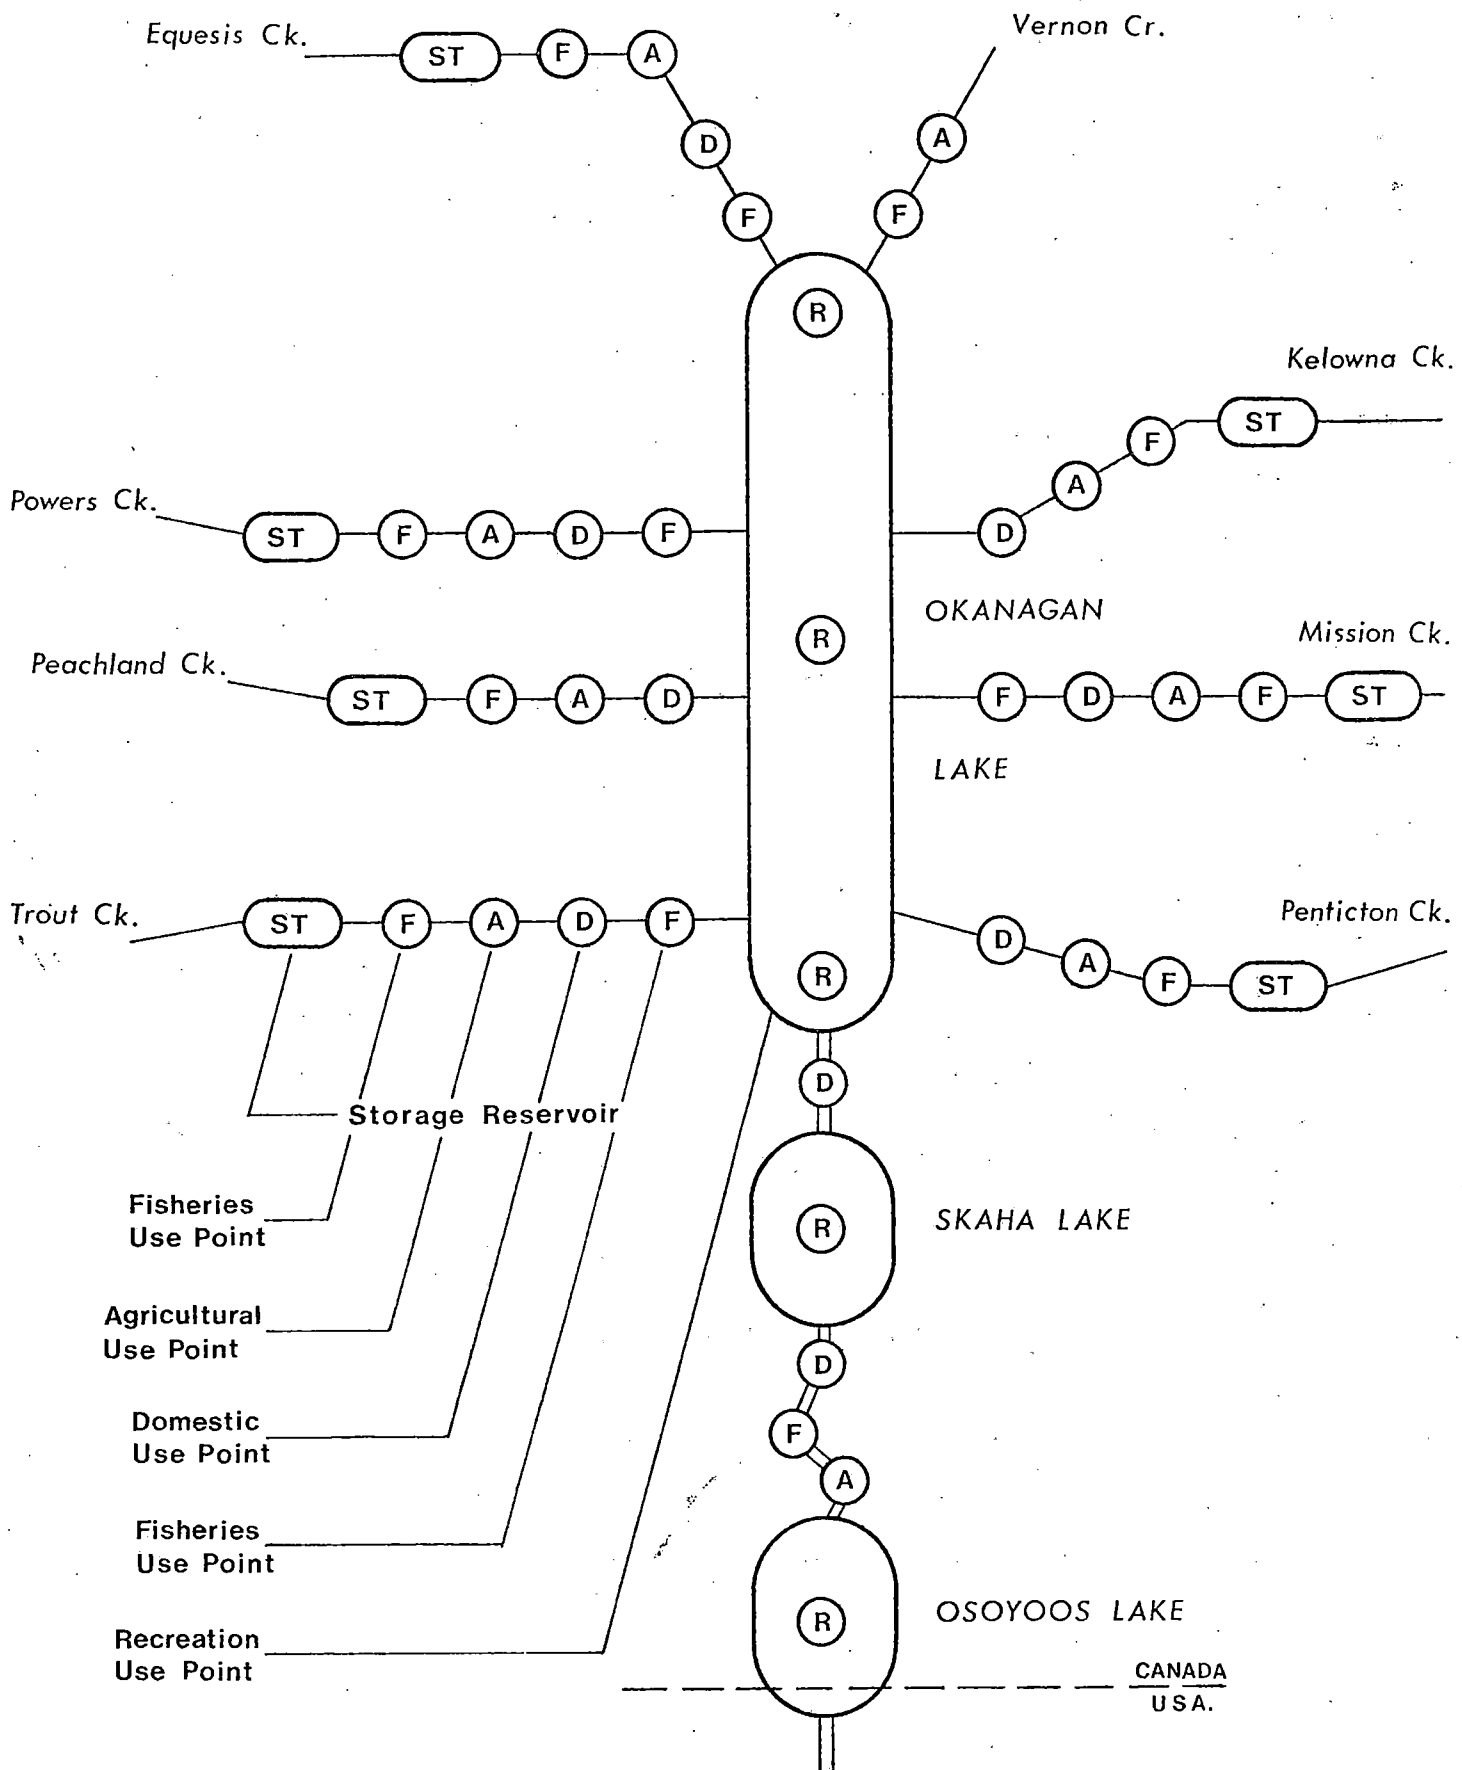 Equesis Ck.
Vernon Cr.
ST F A
D
F
A
F
R
Kelowna Ck.
ST
F
A
D
Powers Ck.
ST F A D F
OKANAGAN
R
Mission Ck.
Peachland Ck.
ST F A D
F D A F ST
LAKE
Trout Ck.
ST F A D F
Penticton Ck.
D
A
F ST
R
D
Storage Reservoir
Fisheries
Use Point
R
SKAHA LAKE
Agricultural
Use Point
D
Domestic
Use Point
F
A
Fisheries
Use Point
R
OSOYOOS LAKE
Recreation
Use Point
CANADA
USA.